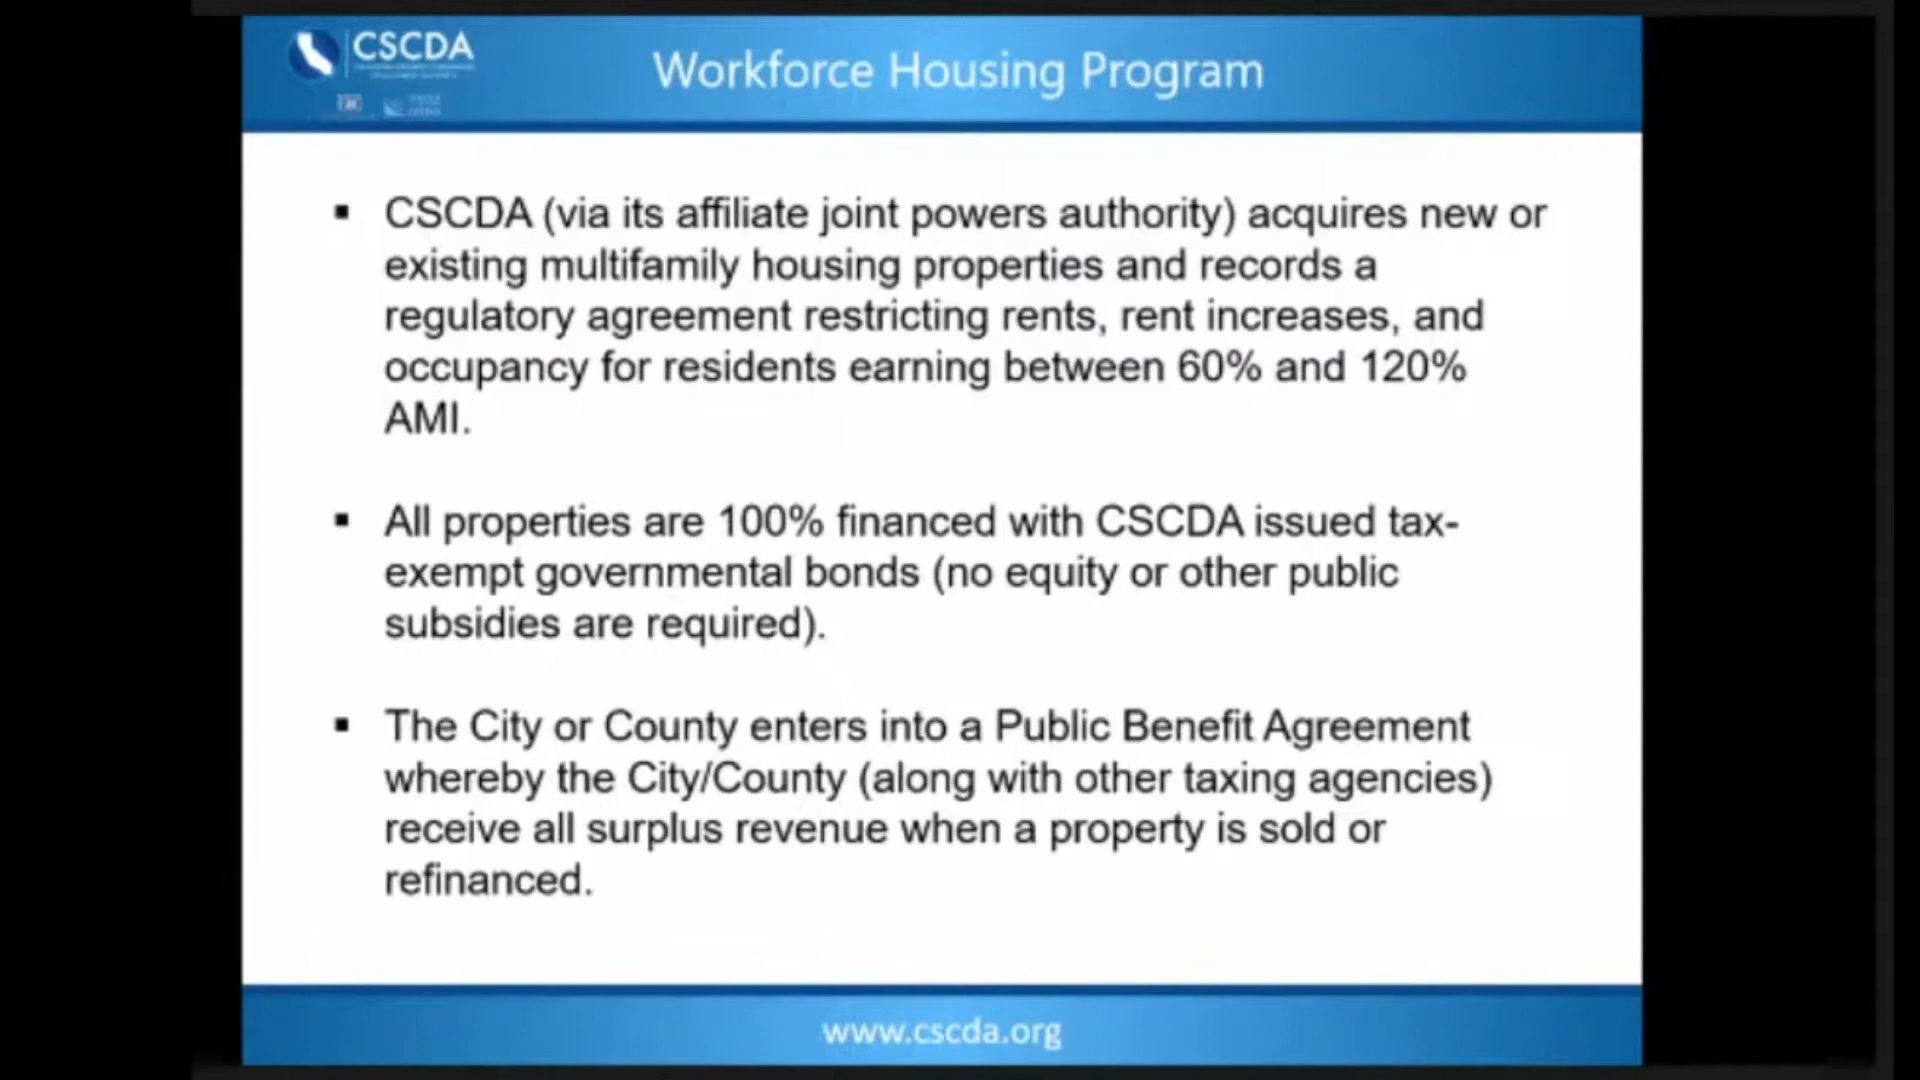 CSCDA
Workforce Housing Program
▪ CSCDA (via its affiliate joint powers authority) acquires new or
existing multifamily housing properties and records a
regulatory agreement restricting rents, rent increases, and
occupancy for residents earning between 60% and 120%
AMI.
▪ All properties are 100% financed with CSCDA issued tax-
exempt governmental bonds (no equity or other public
subsidies are required).
▪ The City or County enters into a Public Benefit Agreement
whereby the City/County (along with other taxing agencies)
receive all surplus revenue when a property is sold or
refinanced.
www.cscda.org